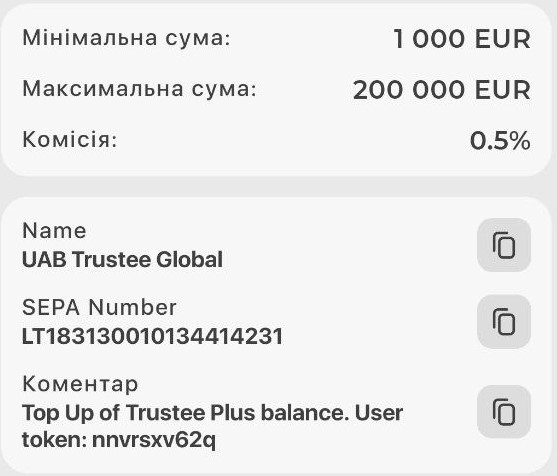 Мінімальна сума: 1 000 EUR
Максимальна сума: 200 000 EUR
Комісія: 0.5%
Name
UAB Trustee Global
SEPA Number
LT183130010134414231
Коментар
Top Up of Trustee Plus balance. User
token: nnvrsxv62q